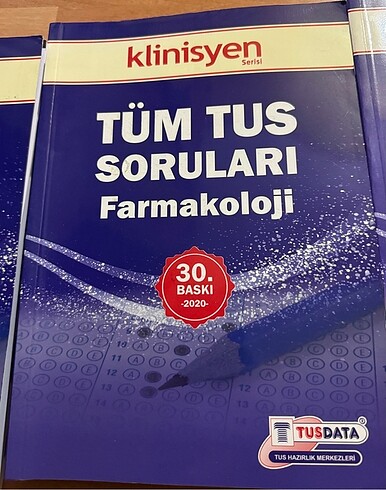 klinisyen
Serisi
TÜM TUS
SORULARI
Farmakoloji
30.
BASKI
-2020-
TUSDATA
TUS HAZIRLIK MERKEZLERİ